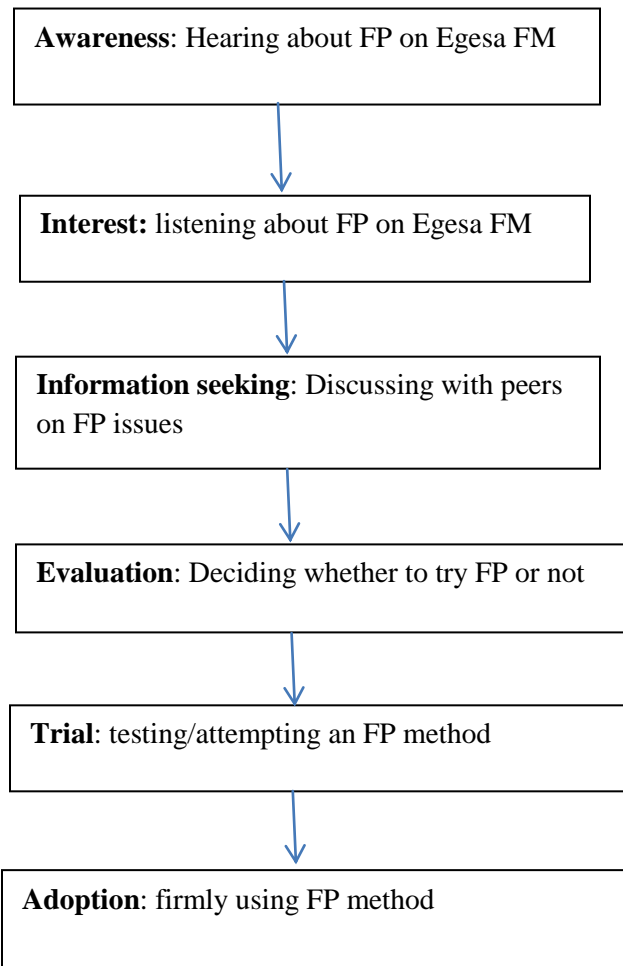 Awareness: Hearing about FP on Egesa FM
Interest: listening about FP on Egesa FM
Information seeking: Discussing with peers
on FP issues
Evaluation: Deciding whether to try FP or not
Trial: testing/attempting an FP method
Adoption: firmly using FP method